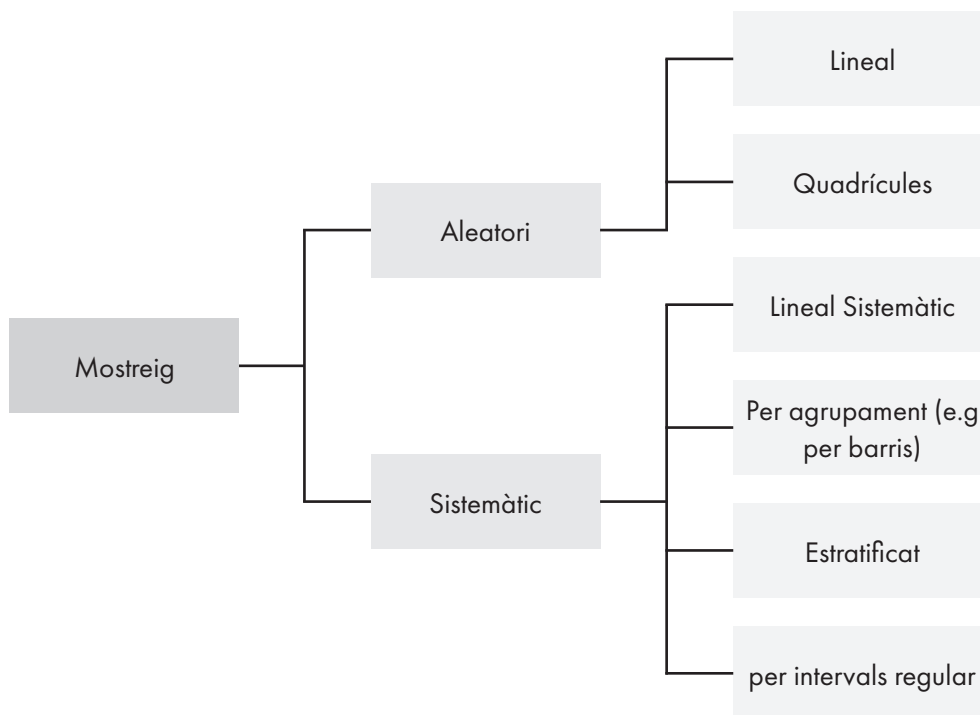 Mostreig
Aleatori
Lineal
Quadrícules
Sistemàtic
Lineal Sistemàtic
Per agrupament (e.g
per barris)
Estratificat
per intervals regular